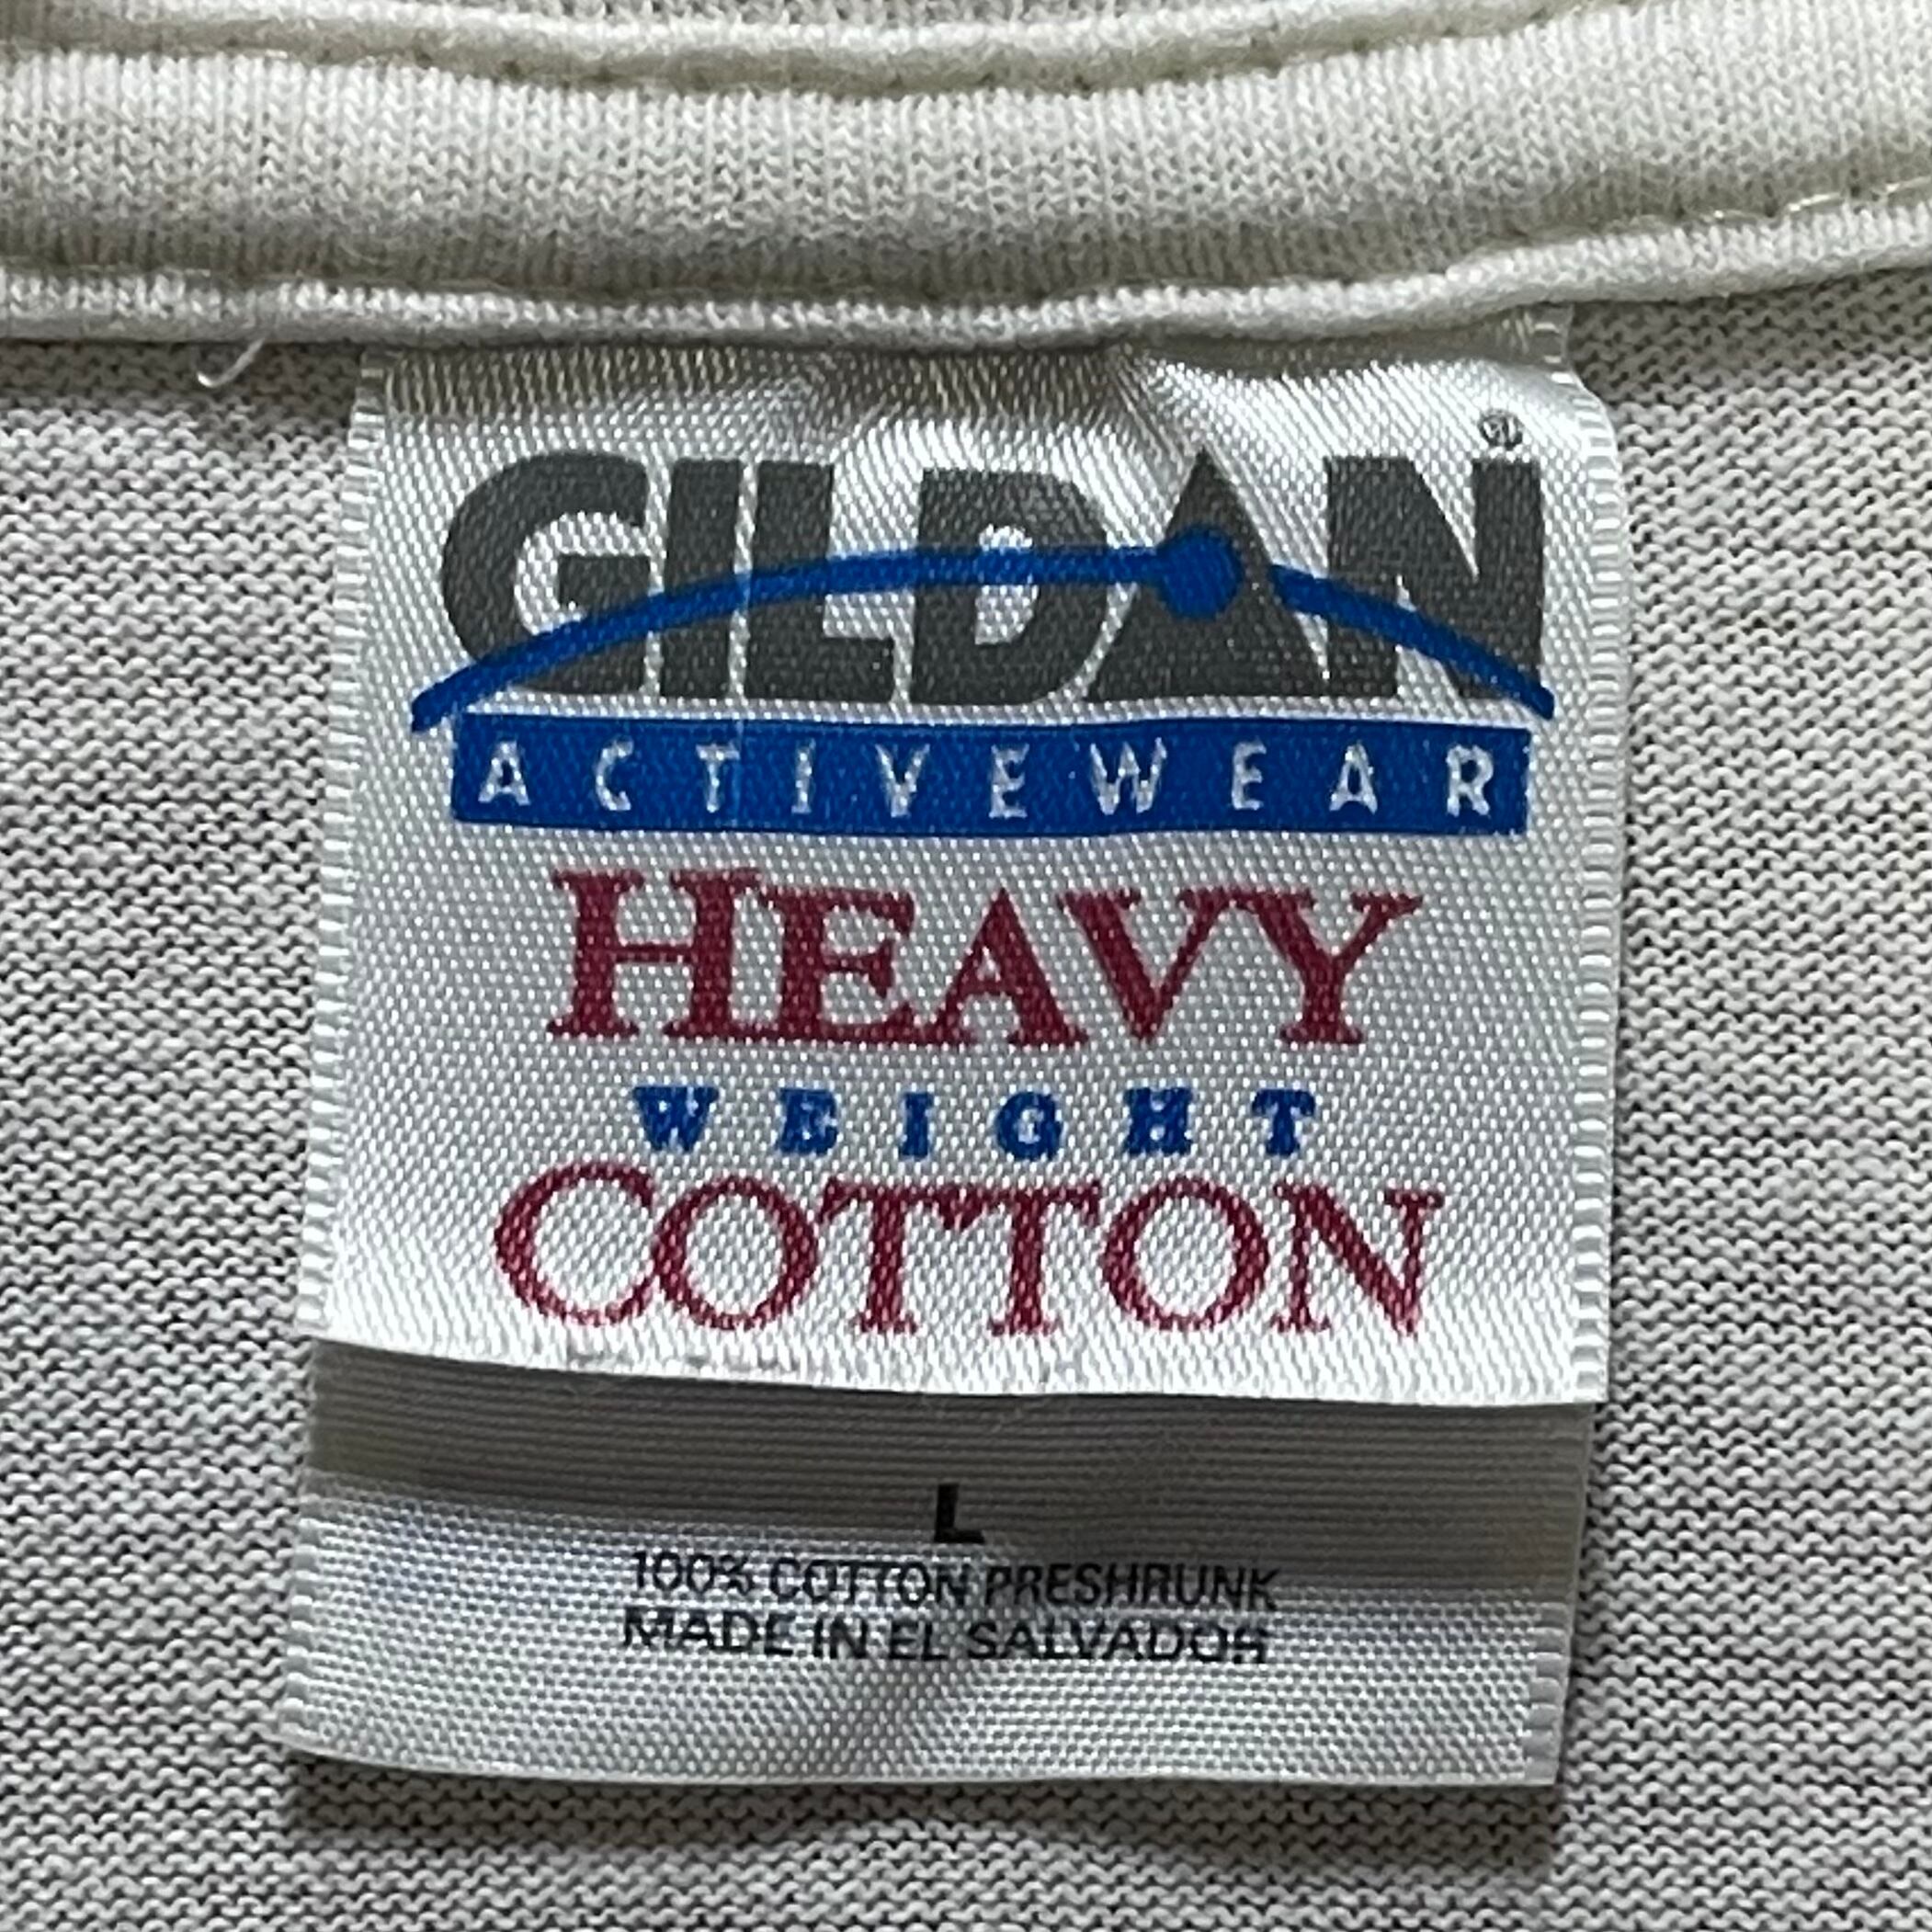 GILDAN®
ACTIVEWEAR
HEAVY
WEIGHT
COTTON
L
100% COTTON PRESHRUNK
MADE IN EL SALVADOR